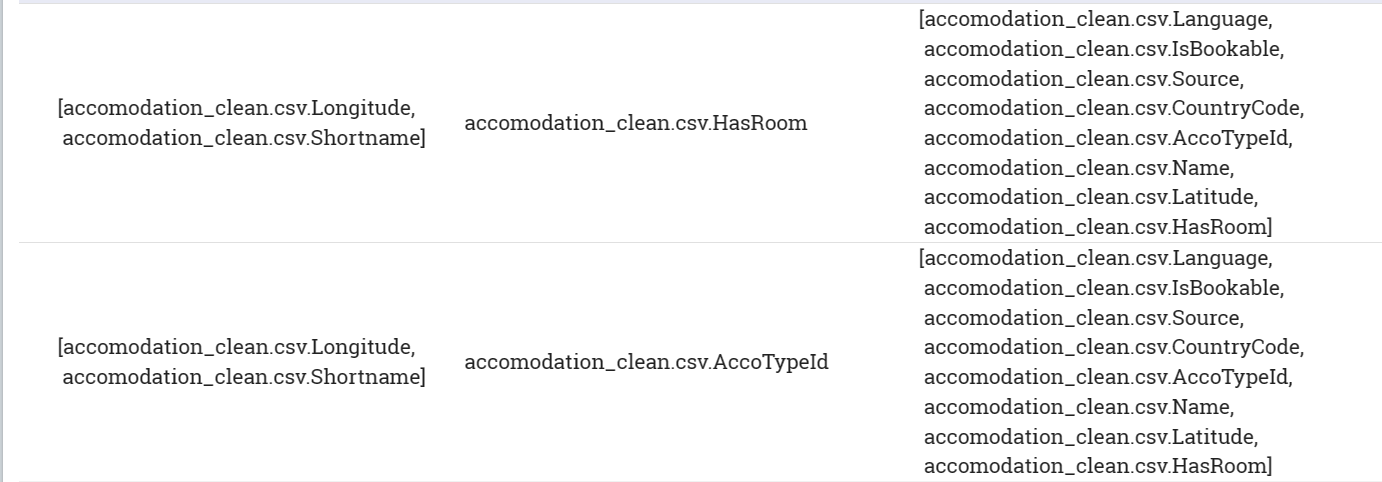 [accomodation_clean.csv.Longitude,
accomodation_clean.csv.Shortname]
accomodation_clean.csv.HasRoom
[accomodation_clean.csv.Language,
accomodation_clean.csv.IsBookable,
accomodation_clean.csv.Source,
accomodation_clean.csv.CountryCode,
accomodation_clean.csv.AccoTypeId,
accomodation_clean.csv.Name,
accomodation_clean.csv.Latitude,
accomodation_clean.csv.HasRoom]
[accomodation_clean.csv.Longitude,
accomodation_clean.csv.Shortname]
accomodation_clean.csv.AccoTypeId
[accomodation_clean.csv.Language,
accomodation_clean.csv.IsBookable,
accomodation_clean.csv.Source,
accomodation_clean.csv.CountryCode,
accomodation_clean.csv.AccoTypeId,
accomodation_clean.csv.Name,
accomodation_clean.csv.Latitude,
accomodation_clean.csv.HasRoom]